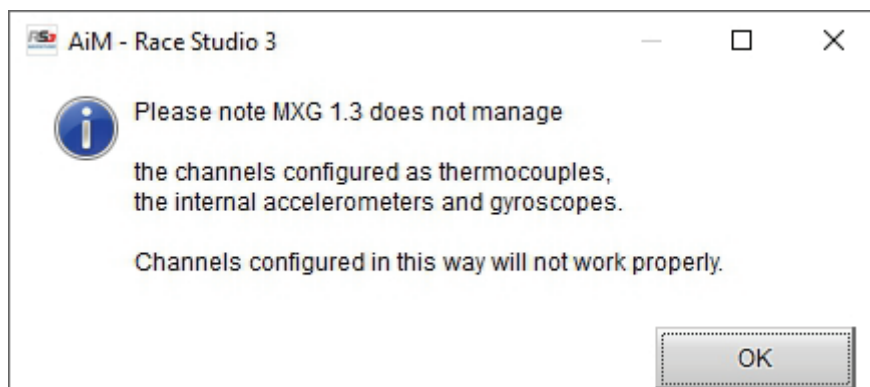 RS3
AiM - Race Studio 3
Please note MXG 1.3 does not manage
the channels configured as thermocouples,
the internal accelerometers and gyroscopes.
Channels configured in this way will not work properly.
OK